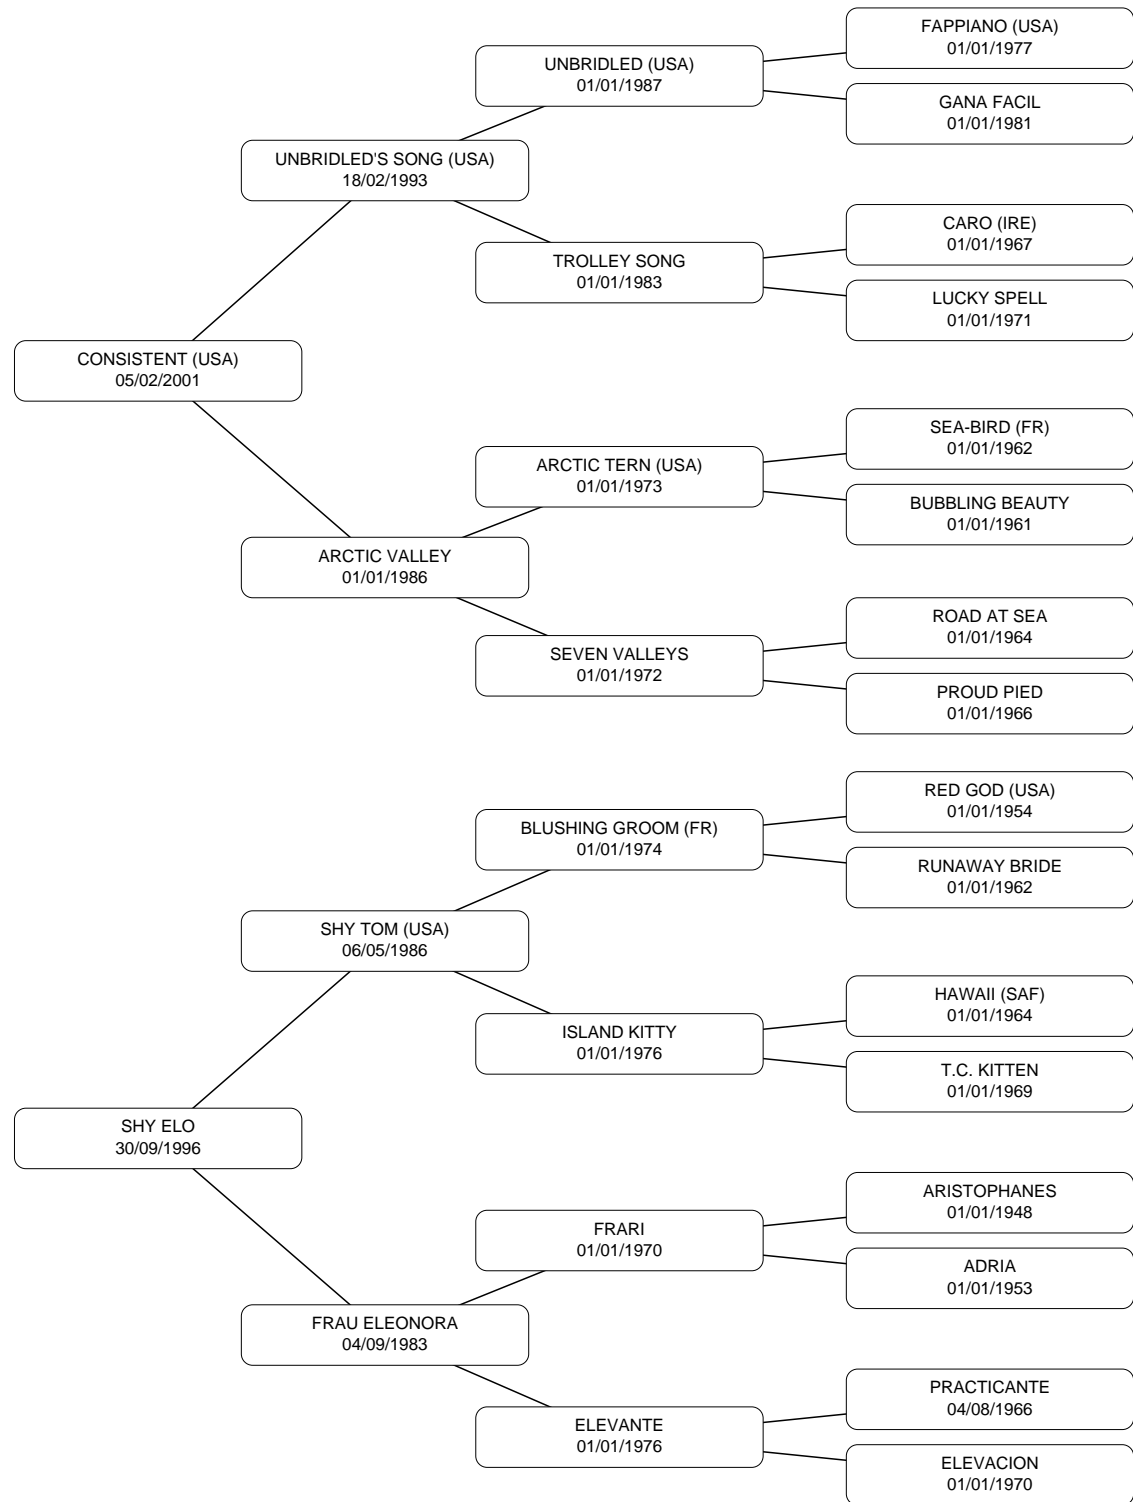 FAPPIANO (USA)
01/01/1977
UNBRIDLED (USA)
01/01/1987
GANA FACIL
01/01/1981
UNBRIDLED'S SONG (USA)
18/02/1993
CARO (IRE)
01/01/1967
TROLLEY SONG
01/01/1983
LUCKY SPELL
01/01/1971
CONSISTENT (USA)
05/02/2001
SEA-BIRD (FR)
01/01/1962
ARCTIC TERN (USA)
01/01/1973
BUBBLING BEAUTY
01/01/1961
ARCTIC VALLEY
01/01/1986
ROAD AT SEA
01/01/1964
SEVEN VALLEYS
01/01/1972
PROUD PIED
01/01/1966
RED GOD (USA)
01/01/1954
BLUSHING GROOM (FR)
01/01/1974
RUNAWAY BRIDE
01/01/1962
SHY TOM (USA)
06/05/1986
HAWAII (SAF)
01/01/1964
ISLAND KITTY
01/01/1976
T.C. KITTEN
01/01/1969
SHY ELO
30/09/1996
ARISTOPHANES
01/01/1948
FRARI
01/01/1970
ADRIA
01/01/1953
FRAU ELEONORA
04/09/1983
PRACTICANTE
04/08/1966
ELEVANTE
01/01/1976
ELEVACION
01/01/1970